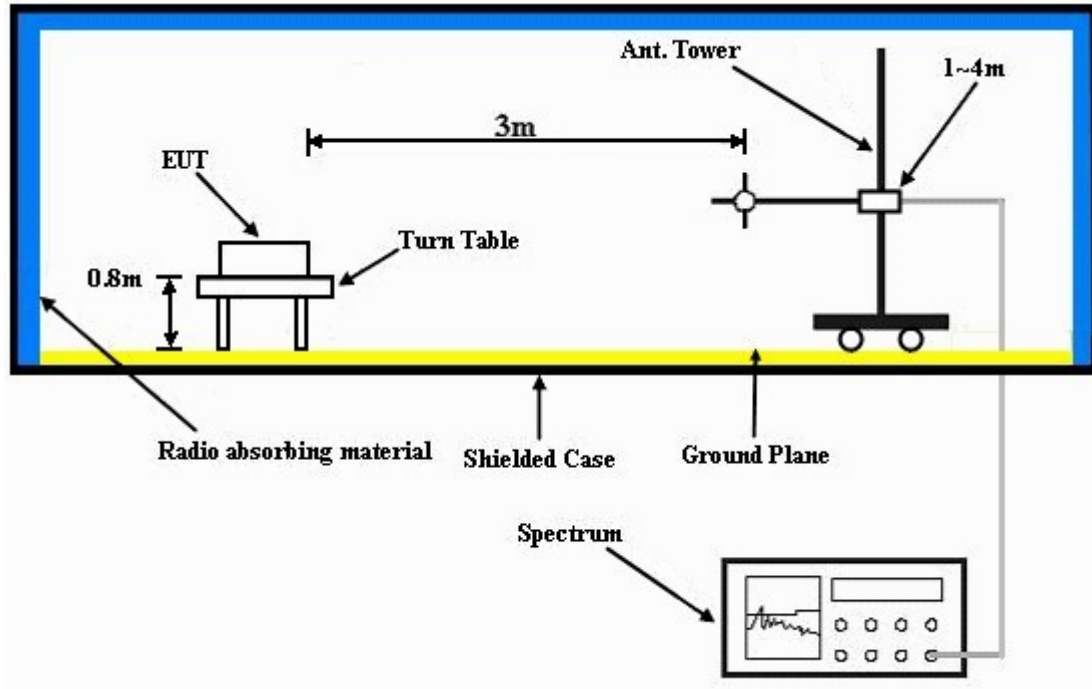 Ant. Tower
1~4m
3m
EUT
Turn Table
0.8m
Radio absorbing material
Shielded Case
Ground Plane
Spectrum